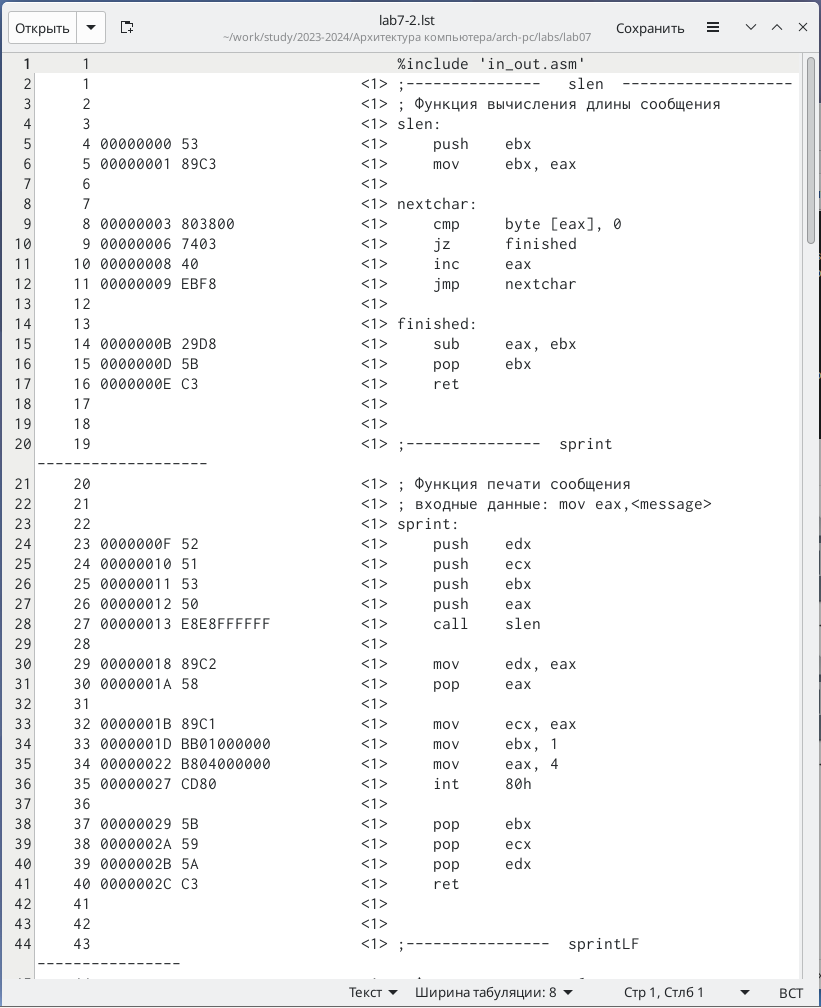 Открыть lab7-2.lst Сохранить
~/work/study/2023-2024/Архитектура компьютера/arch-pc/labs/lab07
1 1 %include 'in_out.asm'
2 1 <1> ;--------------- slen -------------------
3 2 <1> ; Функция вычисления длины сообщения
4 3 <1> slen:
5 4 00000000 53 <1> push ebx
6 5 00000001 89C3 <1> mov ebx, eax
7 6 <1>
8 7 <1> nextchar:
9 8 00000003 803800 <1> cmp byte [eax], 0
10 9 00000006 7403 <1> jz finished
11 10 00000008 40 <1> inc eax
12 11 00000009 EBF8 <1> jmp nextchar
13 12 <1>
14 13 <1> finished:
15 14 0000000B 29D8 <1> sub eax, ebx
16 15 0000000D 5B <1> pop ebx
17 16 0000000E C3 <1> ret
18 17 <1>
19 18 <1>
20 19 <1> ;--------------- sprint
-------------------
21 20 <1> ; Функция печати сообщения
22 21 <1> ; входные данные: mov eax,<message>
23 22 <1> sprint:
24 23 0000000F 52 <1> push edx
25 24 00000010 51 <1> push ecx
26 25 00000011 53 <1> push ebx
27 26 00000012 50 <1> push eax
28 27 00000013 E8E8FFFFFF <1> call slen
29 28 <1>
30 29 00000018 89C2 <1> mov edx, eax
31 30 0000001A 58 <1> pop eax
32 31 <1>
33 32 0000001B 89C1 <1> mov ecx, eax
34 33 0000001D BB01000000 <1> mov ebx, 1
35 34 00000022 B804000000 <1> mov eax, 4
36 35 00000027 CD80 <1> int 80h
37 36 <1>
38 37 00000029 5B <1> pop ebx
39 38 0000002A 59 <1> pop ecx
40 39 0000002B 5A <1> pop edx
41 40 0000002C C3 <1> ret
42 41 <1>
43 42 <1>
44 43 <1> ;---------------- sprintLF
----------------
Текст Ширина табуляции: 8 Стр 1, Стлб 1 ВСТ